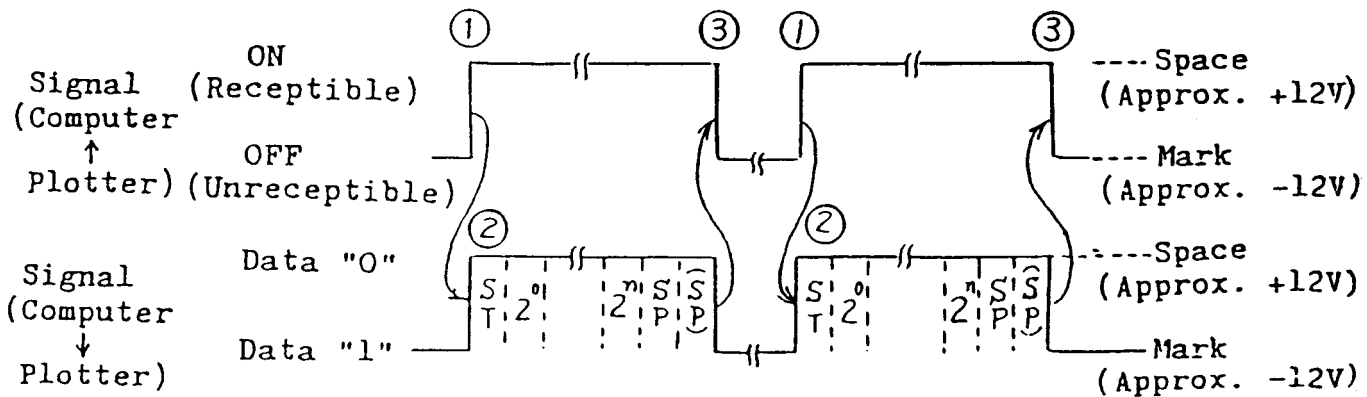 ① ③ ① ③
ON
(Receptible)
Signal
(Computer
↑
Plotter)
OFF
(Unreceptible)
---- Space
(Approx. +12V)
---- Mark
(Approx. -12V)
② ②
Data "0"
Signal
(Computer
↓
Plotter)
Data "1"
ST 2⁰ 2ⁿ SP (SP) ST 2⁰ 2ⁿ SP (SP)
----- Space
(Approx. +12V)
Mark
(Approx. -12V)